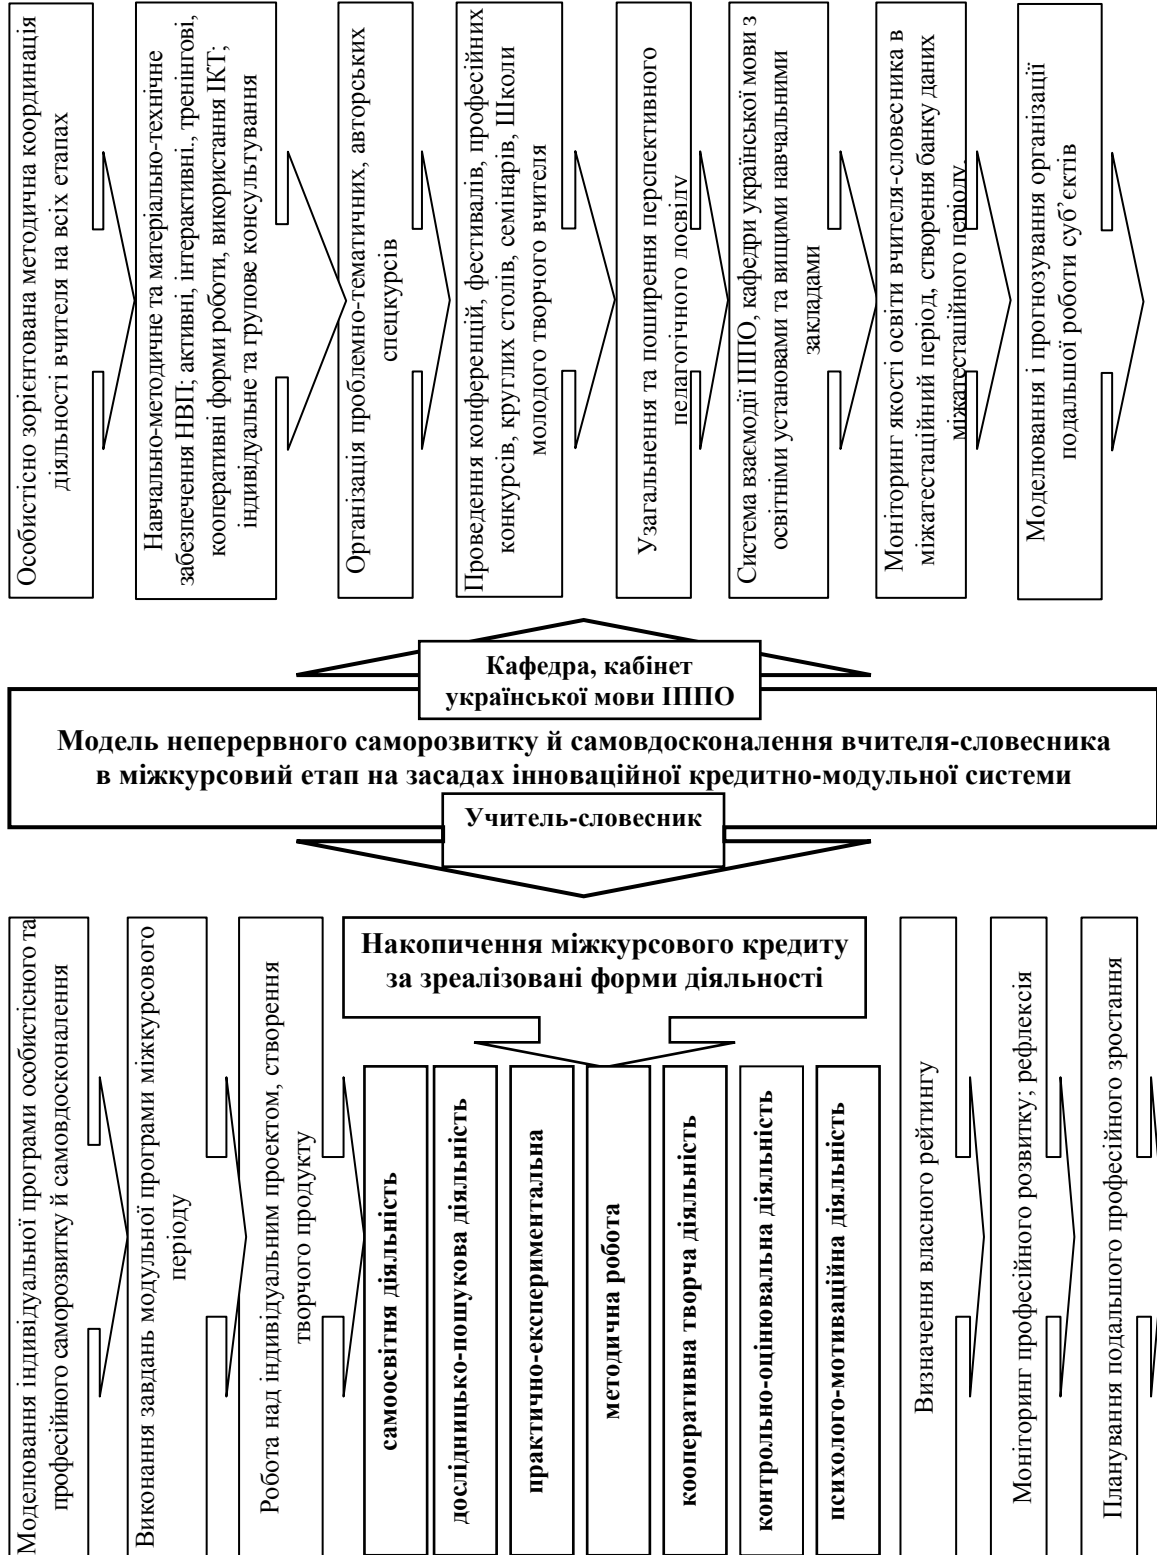 Особистісно зорієнтована методична координація
діяльності вчителя на всіх етапах
Навчально-методичне та матеріально-технічне
забезпечення НВП; активні, інтерактивні., тренінгові,
кооперативні форми роботи, використання ІКТ;
індивідуальне та групове консультування
Організація проблемно-тематичних, авторських
спецкурсів
Проведення конференцій, фестивалів, професійних
конкурсів, круглих столів, семінарів, Школи
молодого творчого вчителя
Узагальнення та поширення перспективного
педагогічного досвіду
Система взаємодії ІППО, кафедри української мови з
освітніми установами та вищими навчальними
закладами
Моніторинг якості освіти вчителя-словесника в
міжатестаційний період, створення банку даних
міжатестаційного періоду.
Моделювання і прогнозування організації
подальшої роботи суб’єктів
Кафедра, кабінет
української мови ІППО
Модель неперервного саморозвитку й самовдосконалення вчителя-словесника
в міжкурсовий етап на засадах інноваційної кредитно-модульної системи
Учитель-словесник
Моделювання індивідуальної програми особистісного та
професійного саморозвитку й самовдосконалення
Виконання завдань модульної програми міжкурсового
періоду
Робота над індивідуальним проектом, створення
творчого продукту
Накопичення міжкурсового кредиту
за зреалізовані форми діяльності
самоосвітня діяльність
дослідницько-пошукова діяльність
практично-експериментальна
методична робота
кооперативна творча діяльність
контрольно-оцінювальна діяльність
психолого-мотиваційна діяльність
Визначення власного рейтингу
Моніторинг професійного розвитку; рефлексія
Планування подальшого професійного зростання